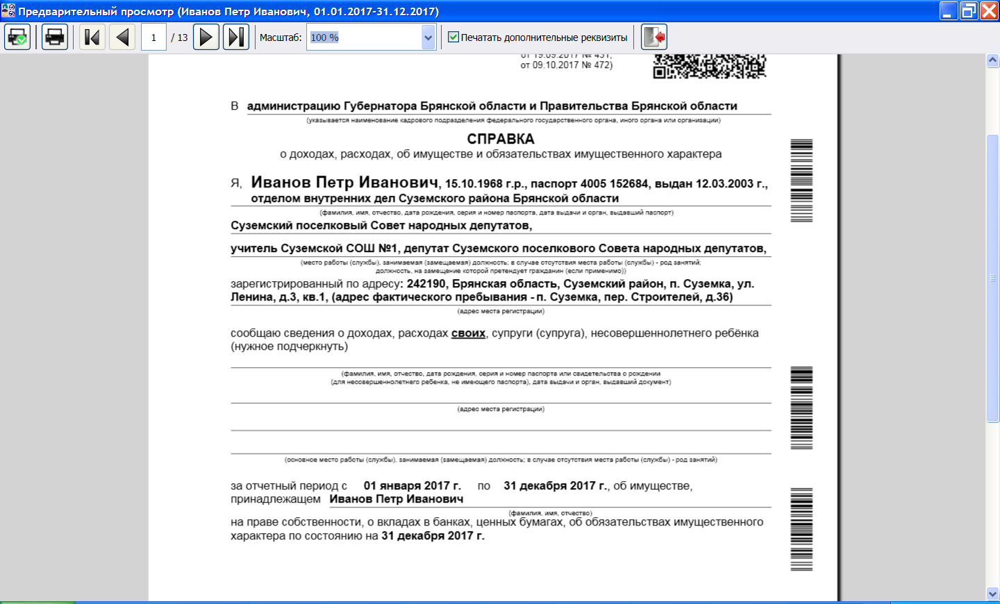 Предварительный просмотр (Иванов Петр Иванович, 01.01.2017-31.12.2017)
1 / 13 Масштаб: 100 % Печатать дополнительные реквизиты
от 19.09.2017 № 431,
от 09.10.2017 № 472)
В администрацию Губернатора Брянской области и Правительства Брянской области
(указывается наименование кадрового подразделения федерального государственного органа, иного органа или организации)
СПРАВКА
о доходах, расходах, об имуществе и обязательствах имущественного характера
Я, Иванов Петр Иванович, 15.10.1968 г.р., паспорт 4005 152684, выдан 12.03.2003 г.,
отделом внутренних дел Суземского района Брянской области
(фамилия, имя, отчество, дата рождения, серия и номер паспорта, дата выдачи и орган, выдавший паспорт)
Суземский поселковый Совет народных депутатов,
учитель Суземской СОШ №1, депутат Суземского поселкового Совета народных депутатов,
(место работы (службы), занимаемая (замещаемая) должность; в случае отсутствия места работы (службы) - род занятий;
должность, на замещение которой претендует гражданин (если применимо))
зарегистрированный по адресу: 242190, Брянская область, Суземский район, п. Суземка, ул.
Ленина, д.3, кв.1, (адрес фактического пребывания - п. Суземка, пер. Строителей, д.36)
(адрес места регистрации)
сообщаю сведения о доходах, расходах своих, супруги (супруга), несовершеннолетнего ребёнка
(нужное подчеркнуть)
(фамилия, имя, отчество, дата рождения, серия и номер паспорта или свидетельства о рождении
(для несовершеннолетнего ребенка, не имеющего паспорта), дата выдачи и орган, выдавший документ)
(адрес места регистрации)
(основное место работы (службы), занимаемая (замещаемая) должность; в случае отсутствия места работы (службы) - род занятий)
за отчетный период с 01 января 2017 г. по 31 декабря 2017 г., об имуществе,
принадлежащем Иванов Петр Иванович
(фамилия, имя, отчество)
на праве собственности, о вкладах в банках, ценных бумагах, об обязательствах имущественного
характера по состоянию на 31 декабря 2017 г.